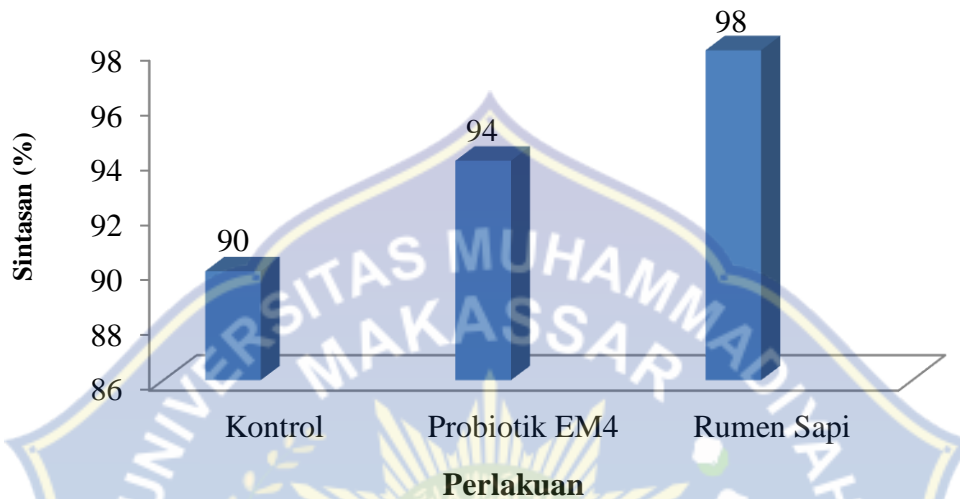 Sintasan (%)
98
96
94
92
90
88
86
90
94
98
Kontrol
Probiotik EM4
Rumen Sapi
Perlakuan
UNIVERSITAS MUHAMMADIYAH
MAKASSAR